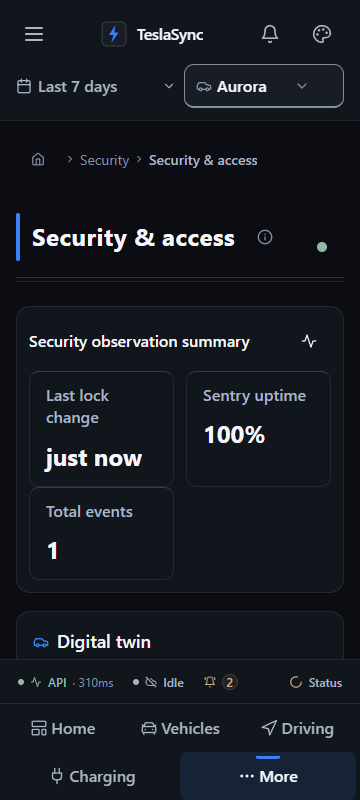 TeslaSync
Last 7 days
Aurora
Security
Security & access
Security & access
Security observation summary
Last lock
change
just now
Sentry uptime
100%
Total events
1
Digital twin
API · 310ms
Idle
2
Status
Home
Vehicles
Driving
Charging
More